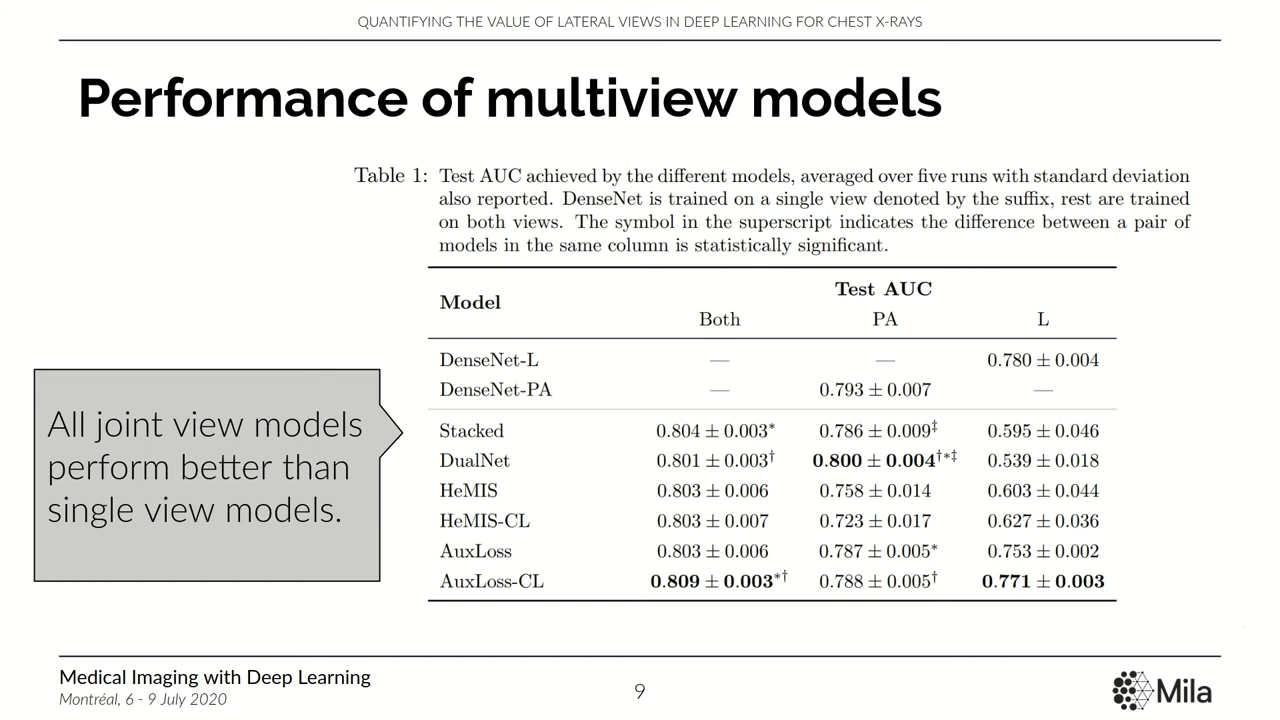 QUANTIFYING THE VALUE OF LATERAL VIEWS IN DEEP LEARNING FOR CHEST X-RAYS
Performance of multiview models
Table 1: Test AUC achieved by the different models, averaged over five runs with standard deviation
also reported. DenseNet is trained on a single view denoted by the suffix, rest are trained
on both views. The symbol in the superscript indicates the difference between a pair of
models in the same column is statistically significant.
Model Test AUC
Both PA L
DenseNet-L — — 0.780 ± 0.004
DenseNet-PA — 0.793 ± 0.007 —
Stacked 0.804 ± 0.003* 0.786 ± 0.009‡ 0.595 ± 0.046
DualNet 0.801 ± 0.003† 0.800 ± 0.004†*‡ 0.539 ± 0.018
HeMIS 0.803 ± 0.006 0.758 ± 0.014 0.603 ± 0.044
HeMIS-CL 0.803 ± 0.007 0.723 ± 0.017 0.627 ± 0.036
AuxLoss 0.803 ± 0.006 0.787 ± 0.005* 0.753 ± 0.002
AuxLoss-CL 0.809 ± 0.003*† 0.788 ± 0.005† 0.771 ± 0.003
All joint view models
perform better than
single view models.
Medical Imaging with Deep Learning
Montréal, 6 - 9 July 2020
9
Mila